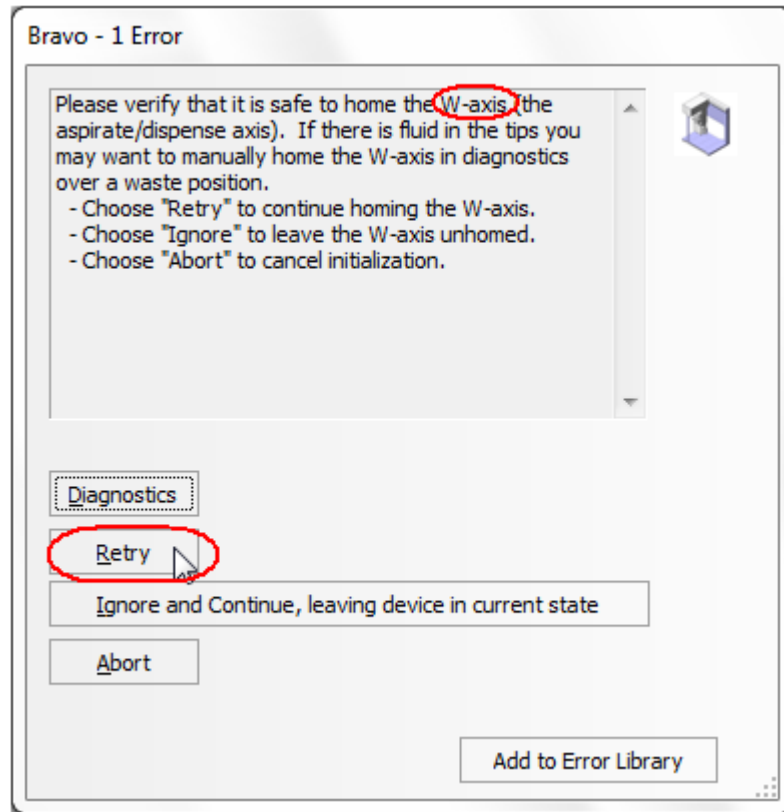 Bravo - 1 Error
Please verify that it is safe to home the W-axis (the
aspirate/dispense axis).  If there is fluid in the tips you
may want to manually home the W-axis in diagnostics
over a waste position.
- Choose "Retry" to continue homing the W-axis.
- Choose "Ignore" to leave the W-axis unhomed.
- Choose "Abort" to cancel initialization.
Diagnostics
Retry
Ignore and Continue, leaving device in current state
Abort
Add to Error Library